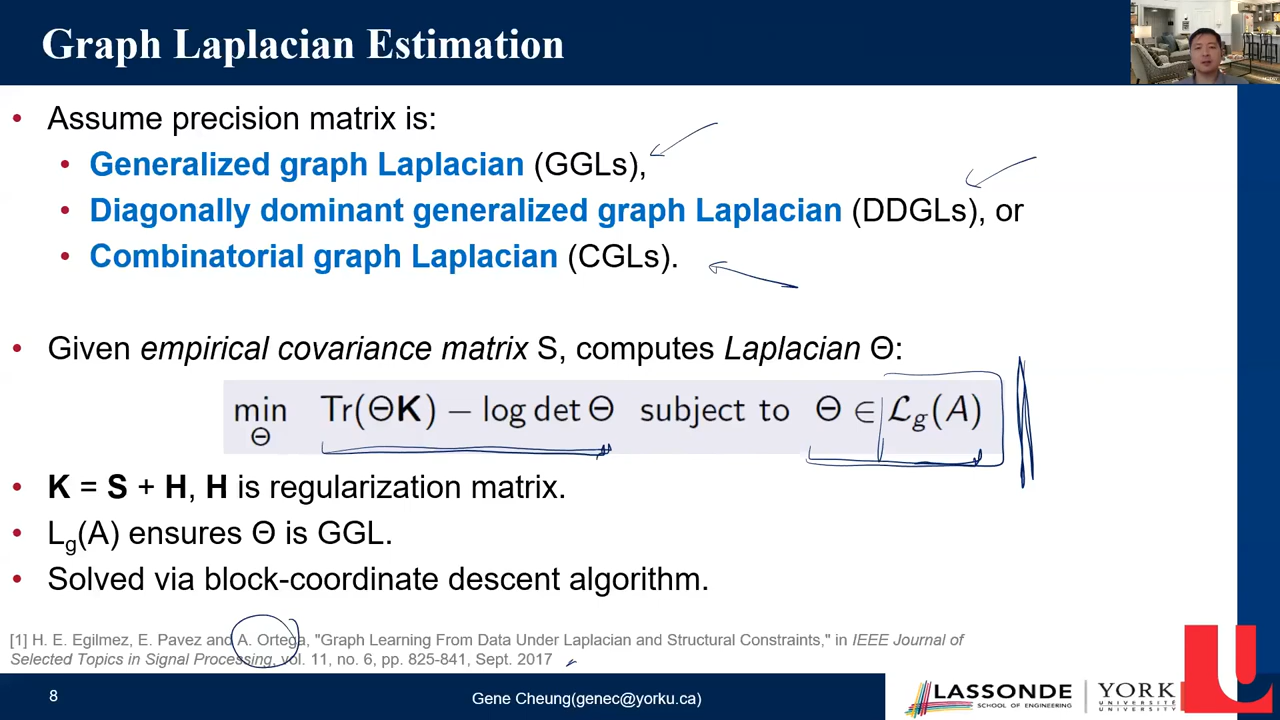 Graph Laplacian Estimation
• Assume precision matrix is:
• Generalized graph Laplacian (GGLs),
• Diagonally dominant generalized graph Laplacian (DDGLs), or
• Combinatorial graph Laplacian (CGLs).
• Given empirical covariance matrix S, computes Laplacian Θ:
min Θ Tr(ΘK) − log det Θ subject to Θ ∈ ℒg(A)
• K = S + H, H is regularization matrix.
• Lg(A) ensures Θ is GGL.
• Solved via block-coordinate descent algorithm.
[1] H. E. Egilmez, E. Pavez and A. Ortega, "Graph Learning From Data Under Laplacian and Structural Constraints," in IEEE Journal of
Selected Topics in Signal Processing, vol. 11, no. 6, pp. 825-841, Sept. 2017
8
Gene Cheung(genec@yorku.ca)
LASSONDE
SCHOOL OF ENGINEERING
YORK
UNIVERSITÉ
UNIVERSITY